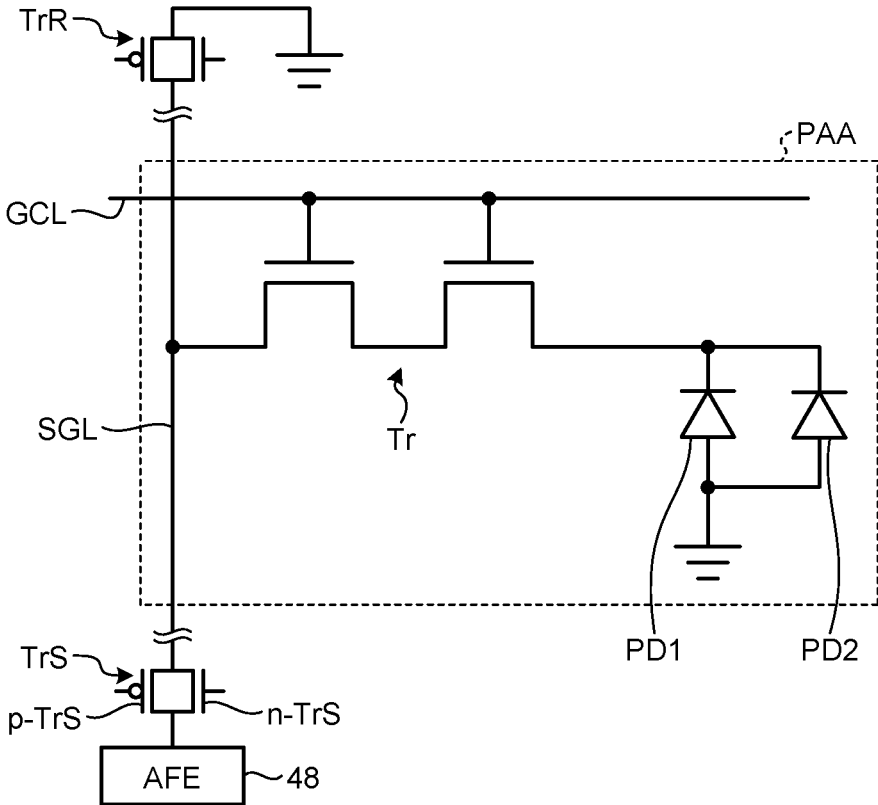 TrR
PAA
GCL
SGL
Tr
PD1
PD2
TrS
p-TrS
n-TrS
AFE
48